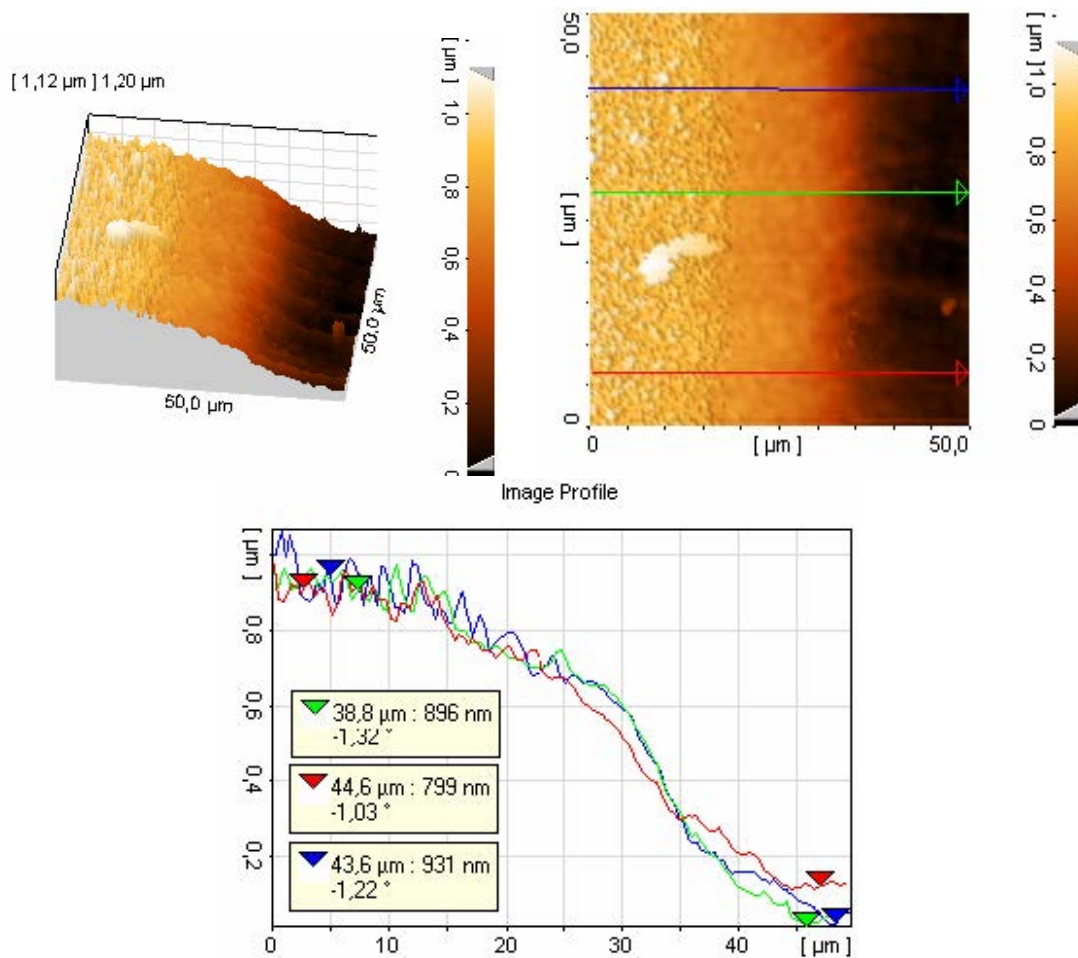 [ 1,12 µm ] 1,20 µm
50,0 µm
50,0 µm
[ µm ]
1,0
0,8
0,6
0,4
0,2
0
50,0
[ µm ]
0
0
[ µm ]
50,0
[ µm ]
1,0
0,8
0,6
0,4
0,2
0
Image Profile
[ µm ]
0,8
0,6
0,4
0,2
38,8 µm : 896 nm
-1,32 °
44,6 µm : 799 nm
-1,03 °
43,6 µm : 931 nm
-1,22 °
0
10
20
30
40
[ µm ]